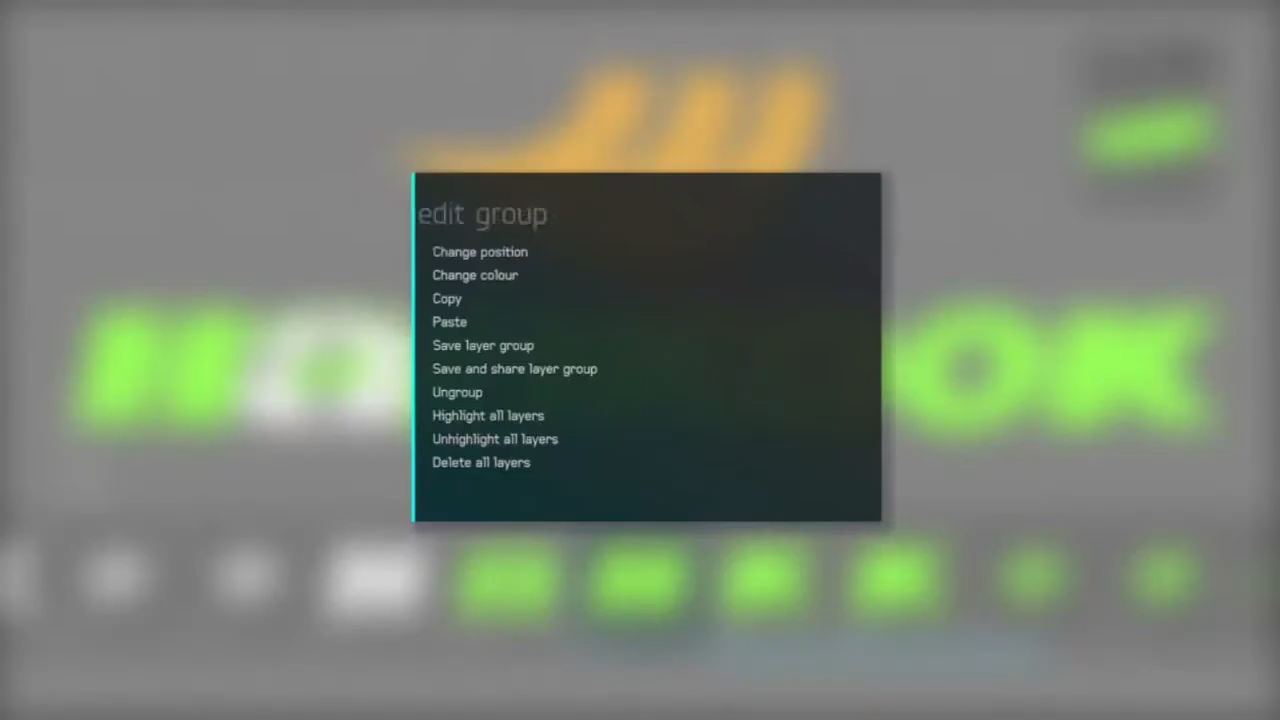 edit group
Change position
Change colour
Copy
Paste
Save layer group
Save and share layer group
Ungroup
Highlight all layers
Unhighlight all layers
Delete all layers